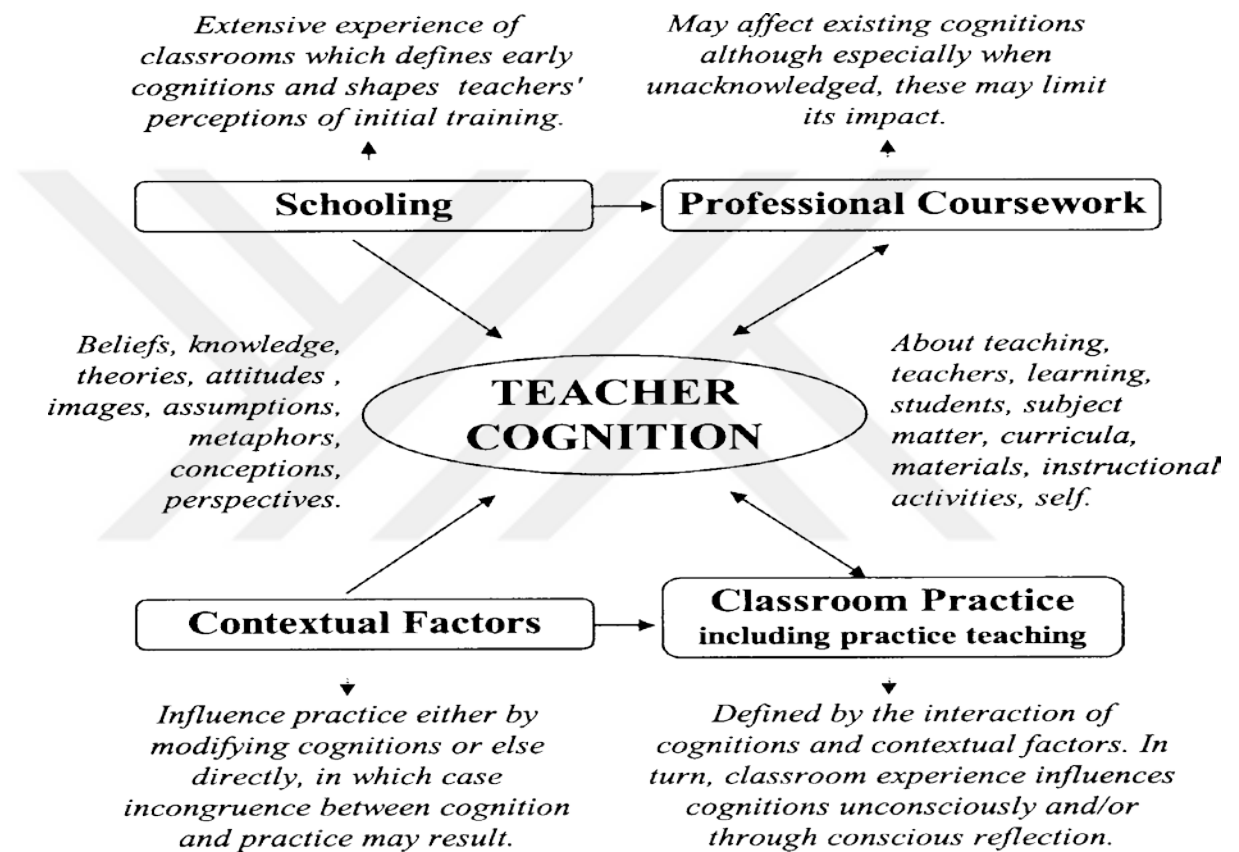 Extensive experience of
classrooms which defines early
cognitions and shapes teachers'
perceptions of initial training.
May affect existing cognitions
although especially when
unacknowledged, these may limit
its impact.
Schooling
Professional Coursework
Beliefs, knowledge,
theories, attitudes ,
images, assumptions,
metaphors,
conceptions,
perspectives.
TEACHER
COGNITION
About teaching,
teachers, learning,
students, subject
matter, curricula,
materials, instructional
activities, self.
Contextual Factors
Classroom Practice
including practice teaching
Influence practice either by
modifying cognitions or else
directly, in which case
incongruence between cognition
and practice may result.
Defined by the interaction of
cognitions and contextual factors. In
turn, classroom experience influences
cognitions unconsciously and/or
through conscious reflection.